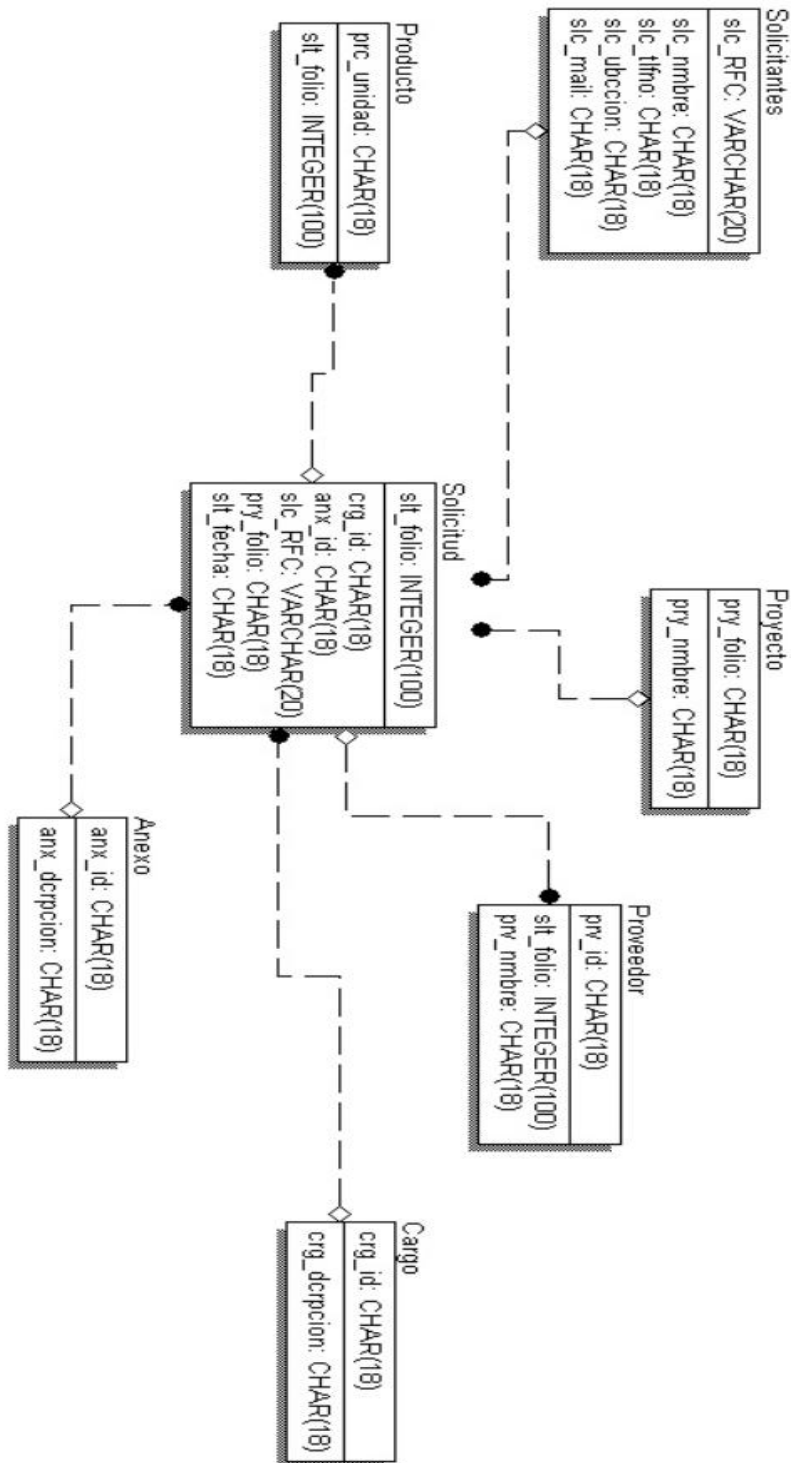 Solicitantes
slc_RFC: VARCHAR(20)
slc_nmbre: CHAR(18)
slc_tlfno: CHAR(18)
slc_ubccion: CHAR(18)
slc_mail: CHAR(18)
Proyecto
pry_folio: CHAR(18)
pry_nmbre: CHAR(18)
Proveedor
prv_id: CHAR(18)
slt_folio: INTEGER(100)
prv_nmbre: CHAR(18)
Cargo
crg_id: CHAR(18)
crg_dcrpcion: CHAR(18)
Solicitud
slt_folio: INTEGER(100)
crg_id: CHAR(18)
anx_id: CHAR(18)
slc_RFC: VARCHAR(20)
pry_folio: CHAR(18)
slt_fecha: CHAR(18)
Producto
prc_unidad: CHAR(18)
slt_folio: INTEGER(100)
Anexo
anx_id: CHAR(18)
anx_dcrpcion: CHAR(18)